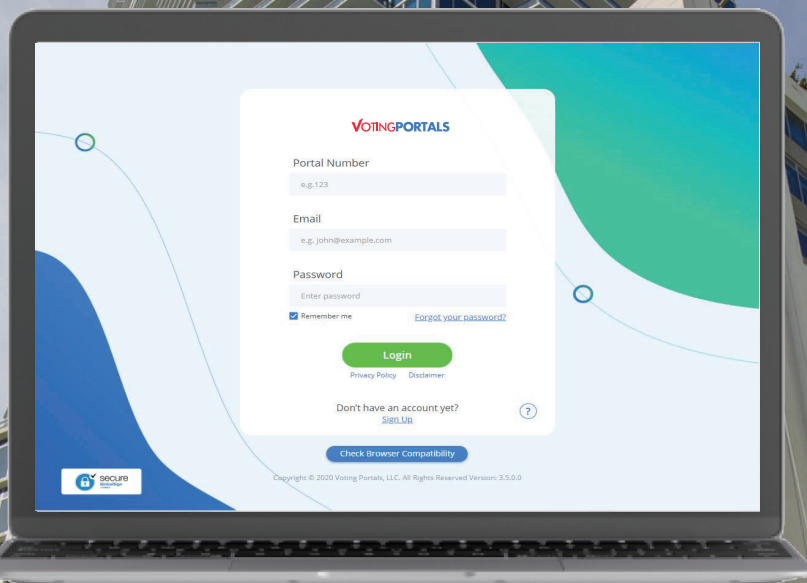 VOTINGPORTALS
Portal Number
e.g.123
Email
e.g. john@example.com
Password
Enter password
Remember me Forgot your password?
Login
Privacy Policy Disclaimer
Don't have an account yet?
Sign Up
?
Check Browser Compatibility
secure
GlobalSign
Copyright © 2020 Voting Portals, LLC. All Rights Reserved Version: 3.5.0.0